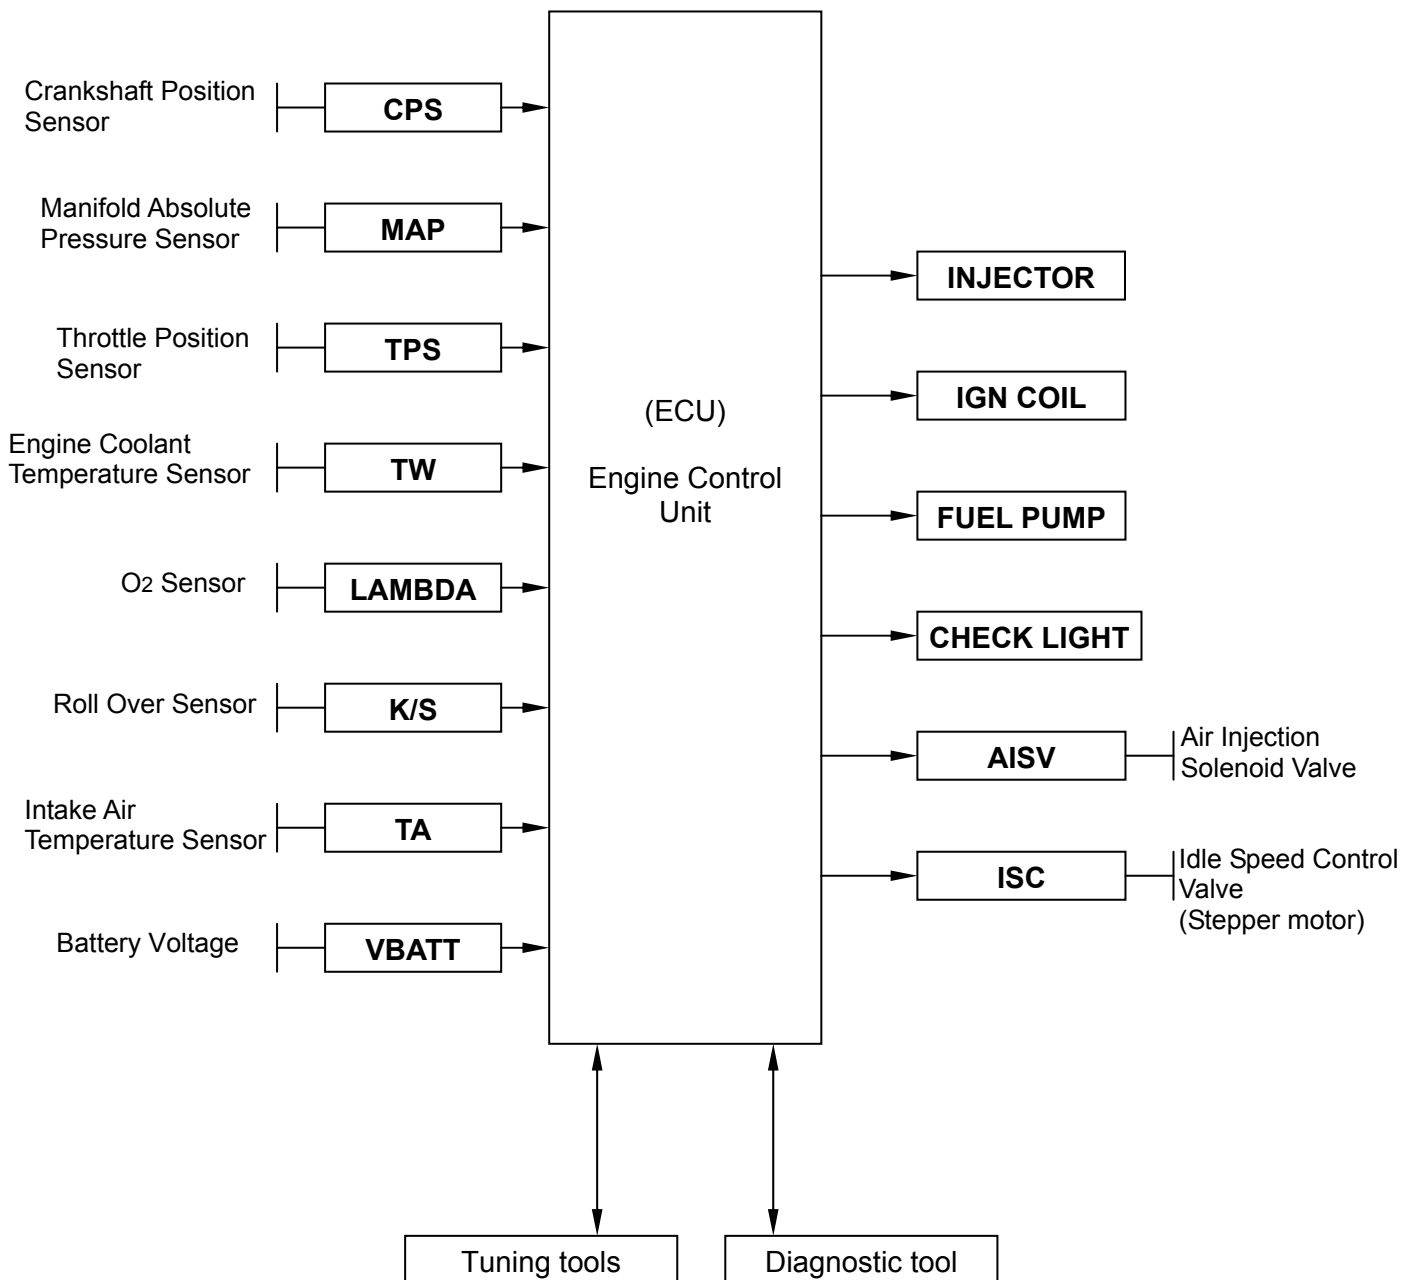 Crankshaft Position
Sensor
CPS
Manifold Absolute
Pressure Sensor
MAP
Throttle Position
Sensor
TPS
Engine Coolant
Temperature Sensor
TW
O2 Sensor
LAMBDA
Roll Over Sensor
K/S
Intake Air
Temperature Sensor
TA
Battery Voltage
VBATT
(ECU)
Engine Control
Unit
INJECTOR
IGN COIL
FUEL PUMP
CHECK LIGHT
AISV
Air Injection
Solenoid Valve
ISC
Idle Speed Control
Valve
(Stepper motor)
Tuning tools
Diagnostic tool